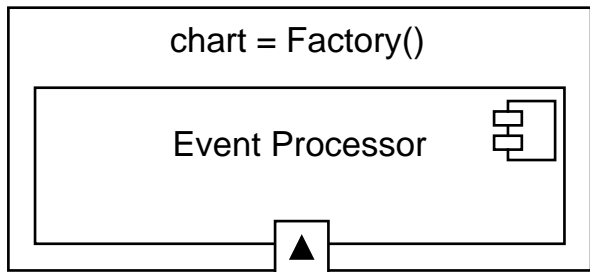 chart = Factory()
Event Processor